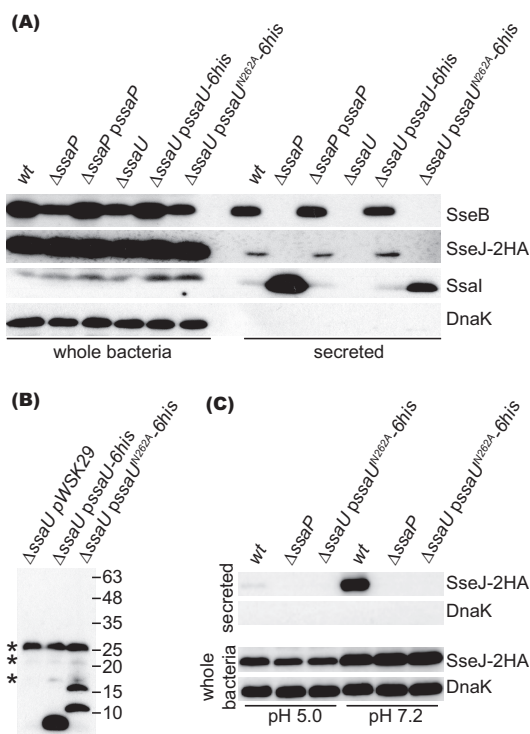 (A)
wt
ΔssaP
ΔssaP pssaP
ΔssaU
ΔssaU pssaU-6his
ΔssaU pssaU^N262A-6his
wt
ΔssaP
ΔssaP pssaP
ΔssaU
ΔssaU pssaU-6his
ΔssaU pssaU^N262A-6his
SseB
SseJ-2HA
SsaI
DnaK
whole bacteria
secreted
(B)
ΔssaU pWSK29
ΔssaU pssaU-6his
ΔssaU pssaU^N262A-6his
63
48
35
* 25
* 20
* 15
10
(C)
wt
ΔssaP
ΔssaU pssaU^N262A-6his
wt
ΔssaP
ΔssaU pssaU^N262A-6his
secreted
SseJ-2HA
DnaK
whole
bacteria
SseJ-2HA
DnaK
pH 5.0
pH 7.2